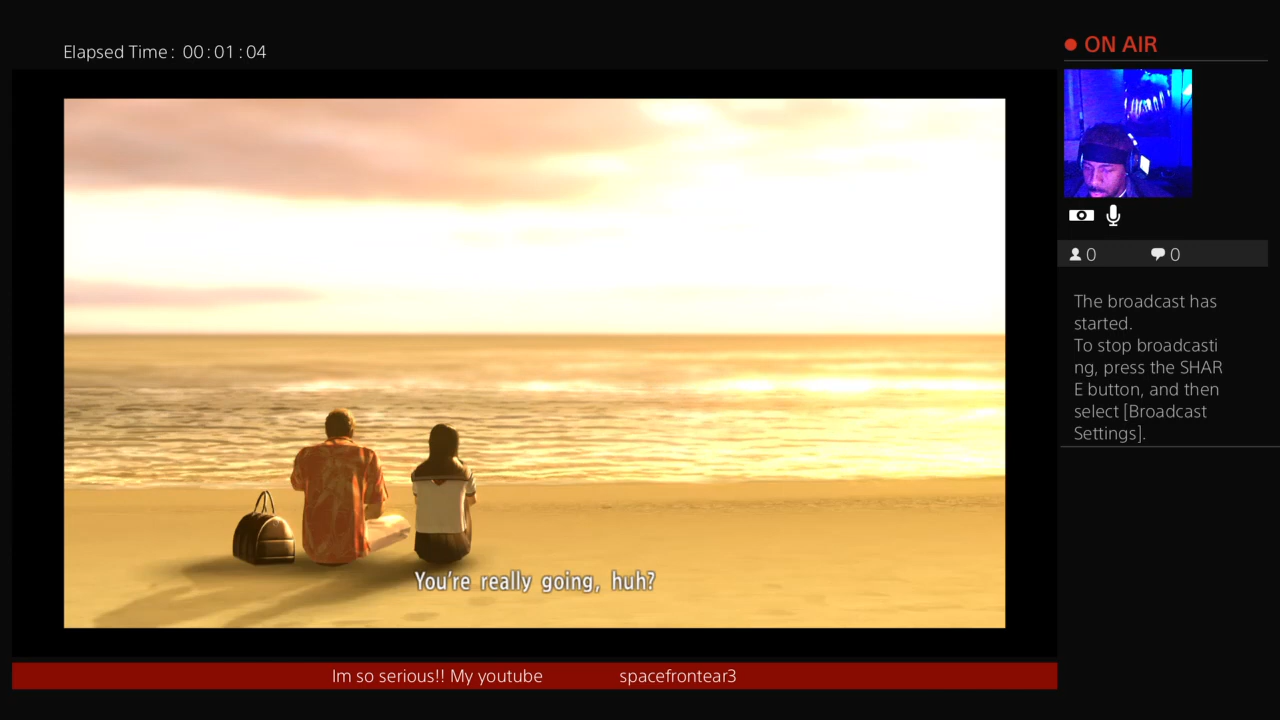 Elapsed Time: 00:01:04
ON AIR
0 0
The broadcast has
started.
To stop broadcasti
ng, press the SHAR
E button, and then
select [Broadcast
Settings].
You're really going, huh?
Im so serious!! My youtube spacefrontear3